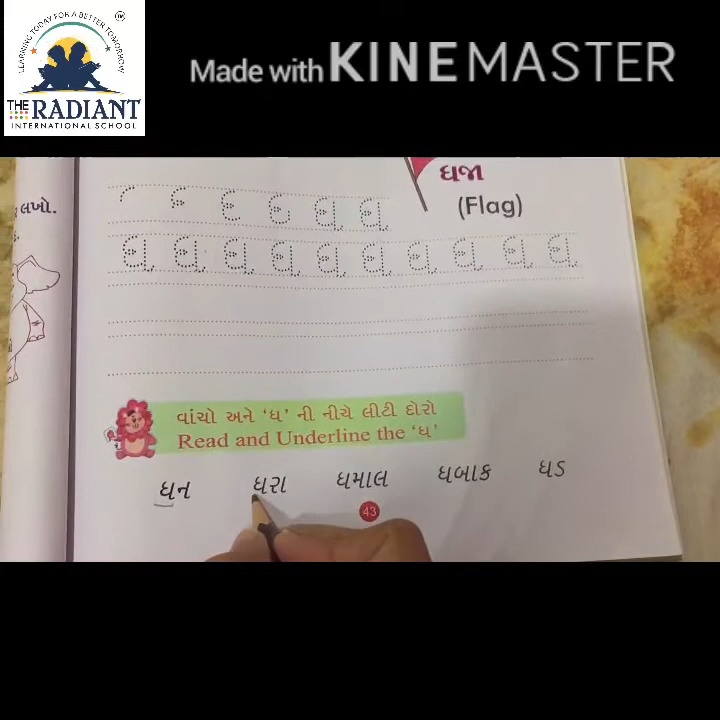 LEARNING TODAY FOR A BETTER TOMORROW
TM
THE RADIANT
INTERNATIONAL SCHOOL
Made with KINEMASTER
લખો.
ધજા
(Flag)
ધ ધ
ધ ધ ધ ધ ધ ધ ધ ધ ધ ધ
વાંચો અને ‘ધ’ ની નીચે લીટી દોરો
Read and Underline the ‘ધ’
ધન ધરા ધમાલ ધબાક ધડ
43